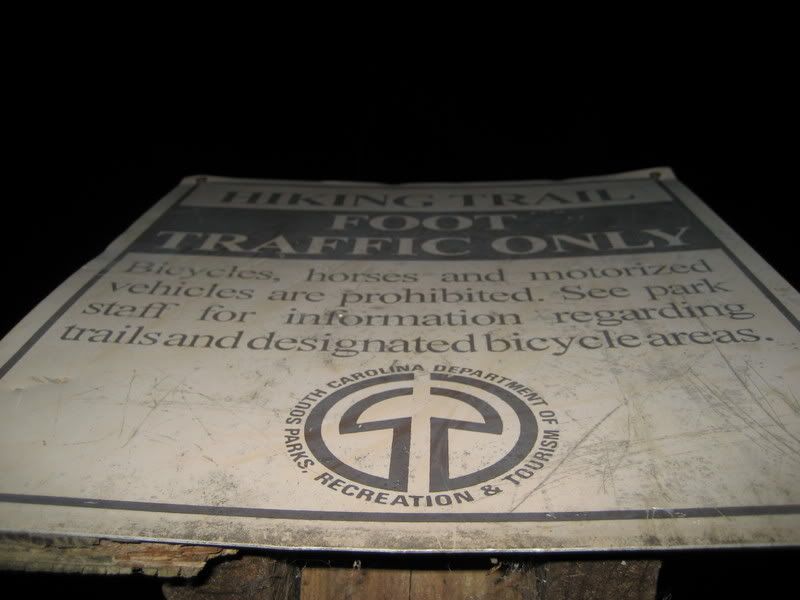 HIKING TRAIL
FOOT
TRAFFIC ONLY
Bicycles, horses and motorized
vehicles are prohibited. See park
staff for information regarding
trails and designated bicycle areas.
SOUTH CAROLINA DEPARTMENT OF
PARKS, RECREATION & TOURISM